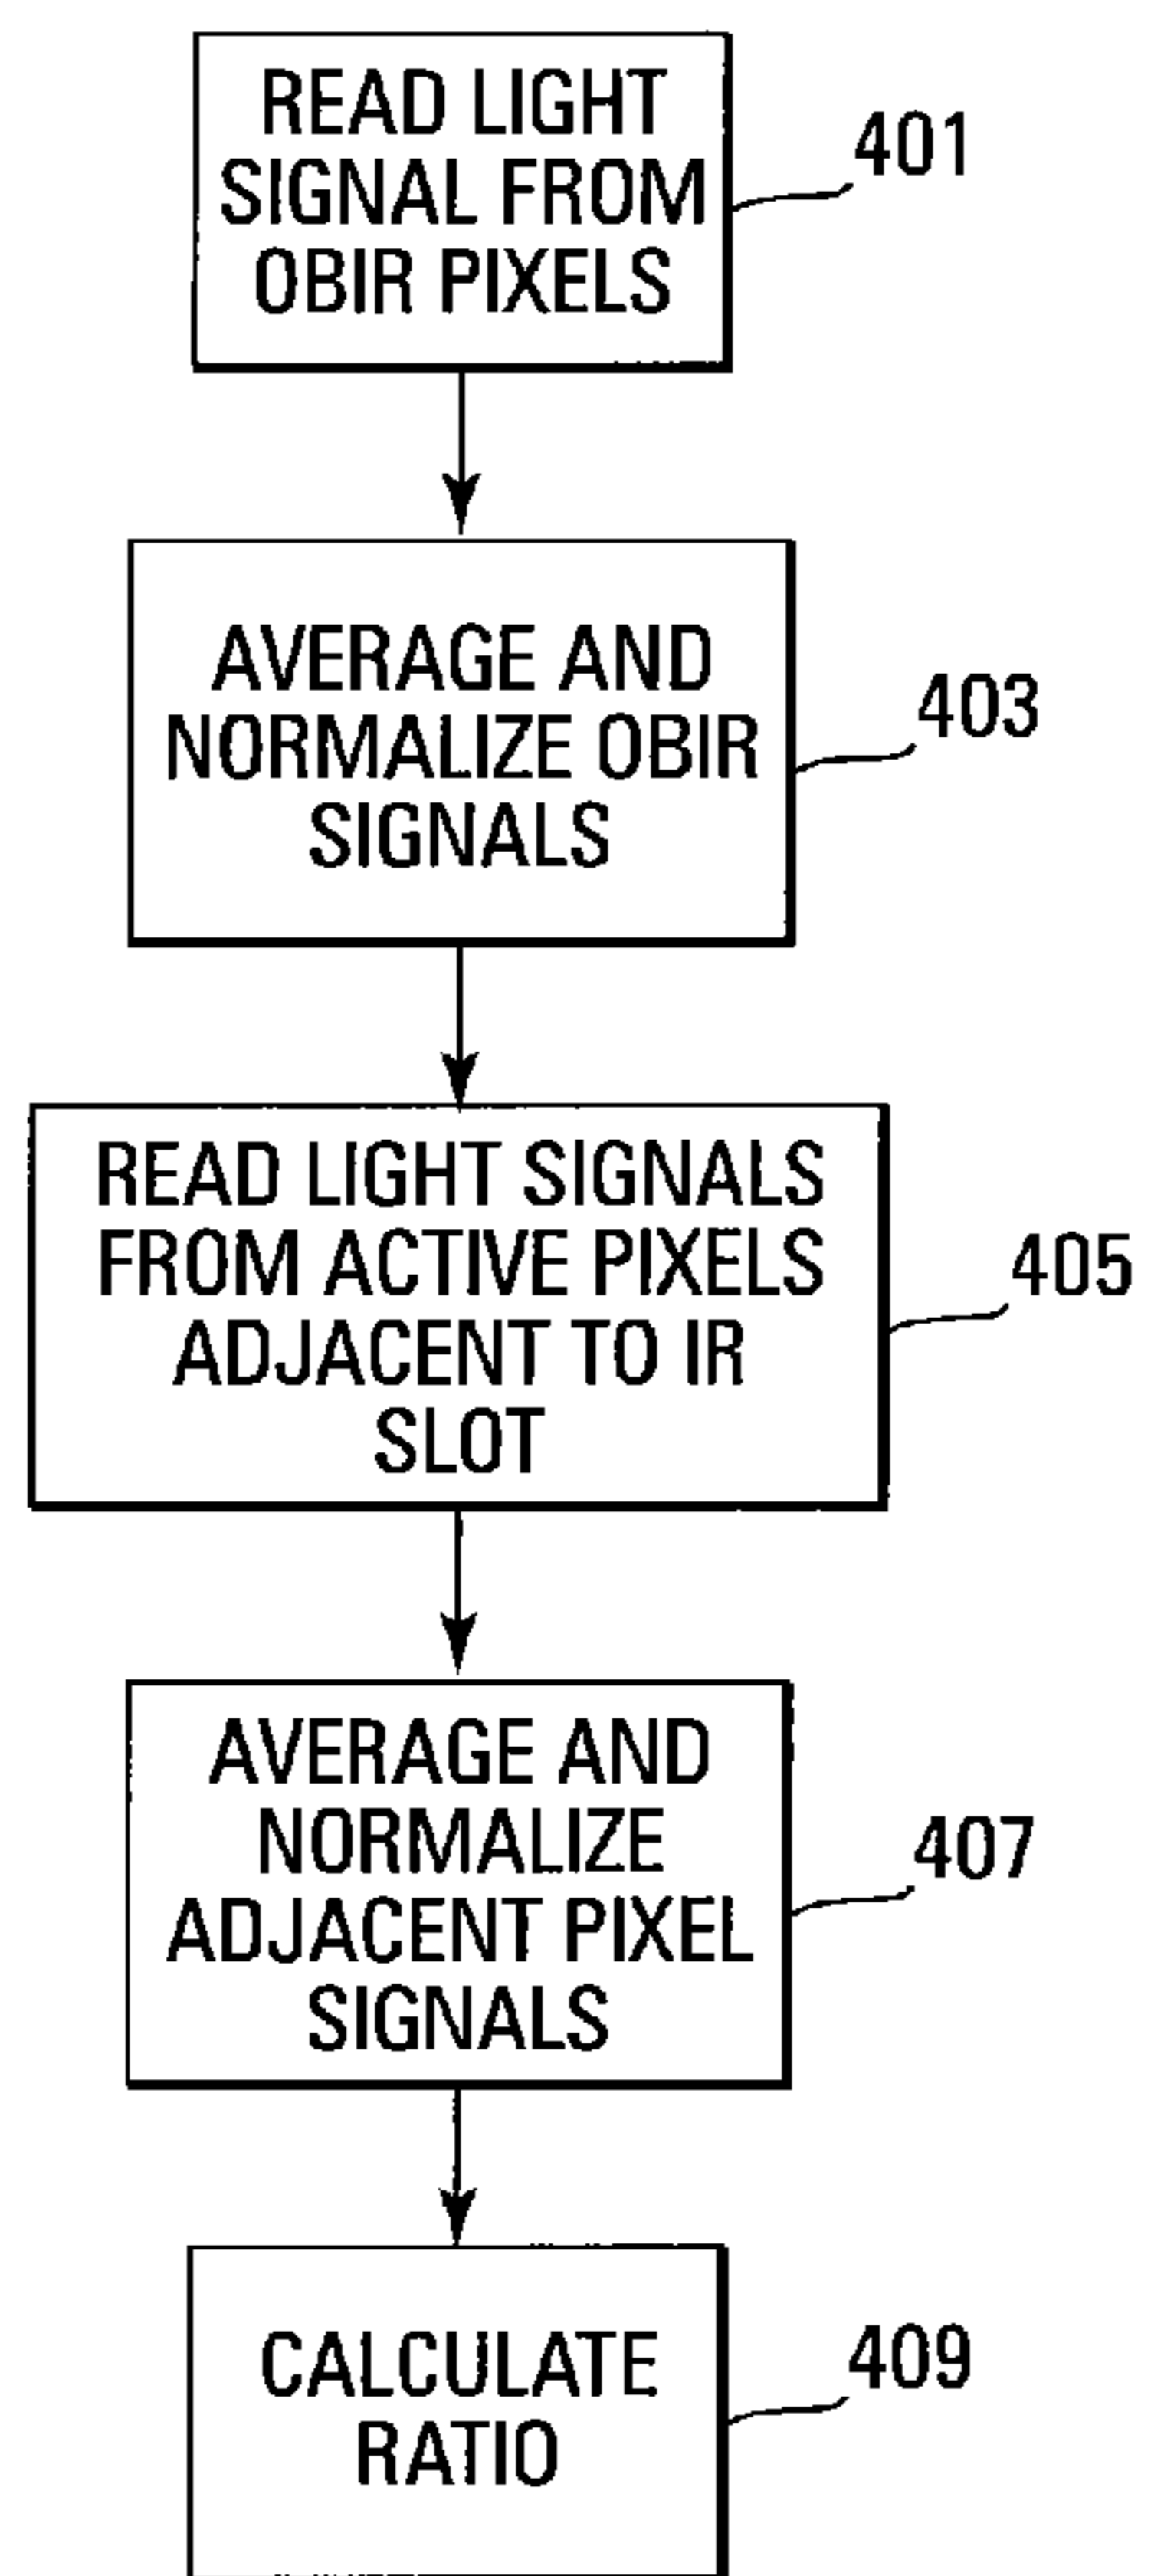 READ LIGHT
SIGNAL FROM
OBIR PIXELS
401
AVERAGE AND
NORMALIZE OBIR
SIGNALS
403
READ LIGHT SIGNALS
FROM ACTIVE PIXELS
ADJACENT TO IR
SLOT
405
AVERAGE AND
NORMALIZE
ADJACENT PIXEL
SIGNALS
407
CALCULATE
RATIO
409